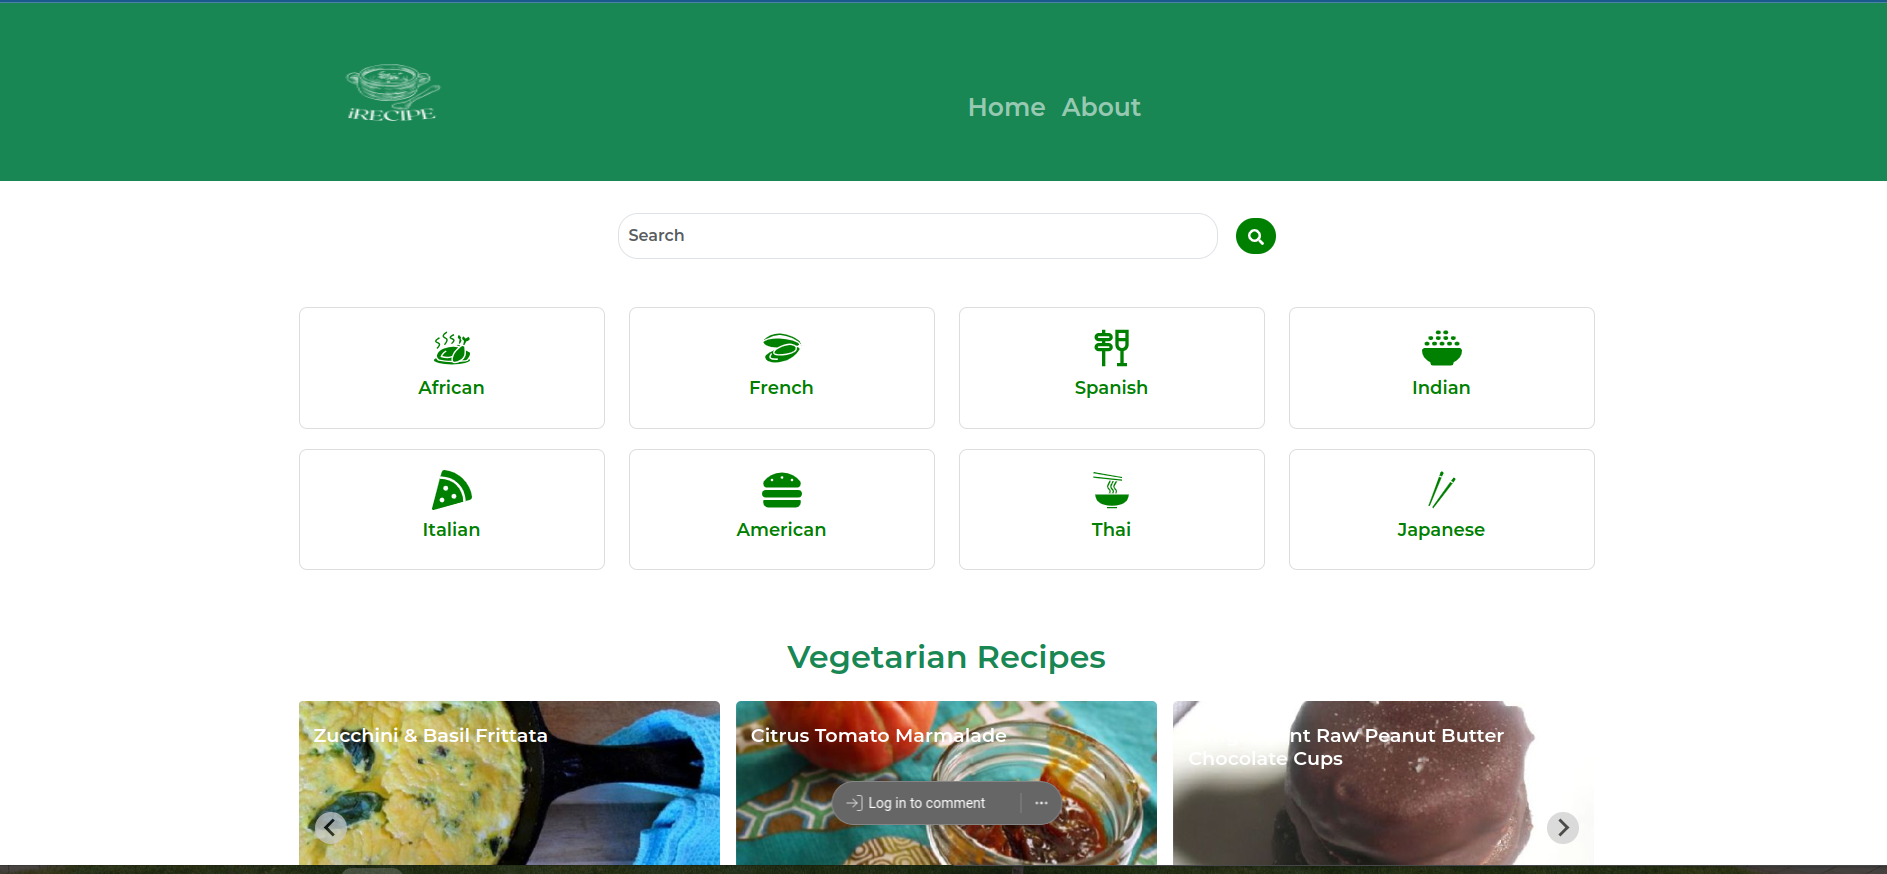 iRECIPE
Home About
Search
African
French
Spanish
Indian
Italian
American
Thai
Japanese
Vegetarian Recipes
Zucchini & Basil Frittata
Citrus Tomato Marmalade
nt Raw Peanut Butter
Chocolate Cups
Log in to comment